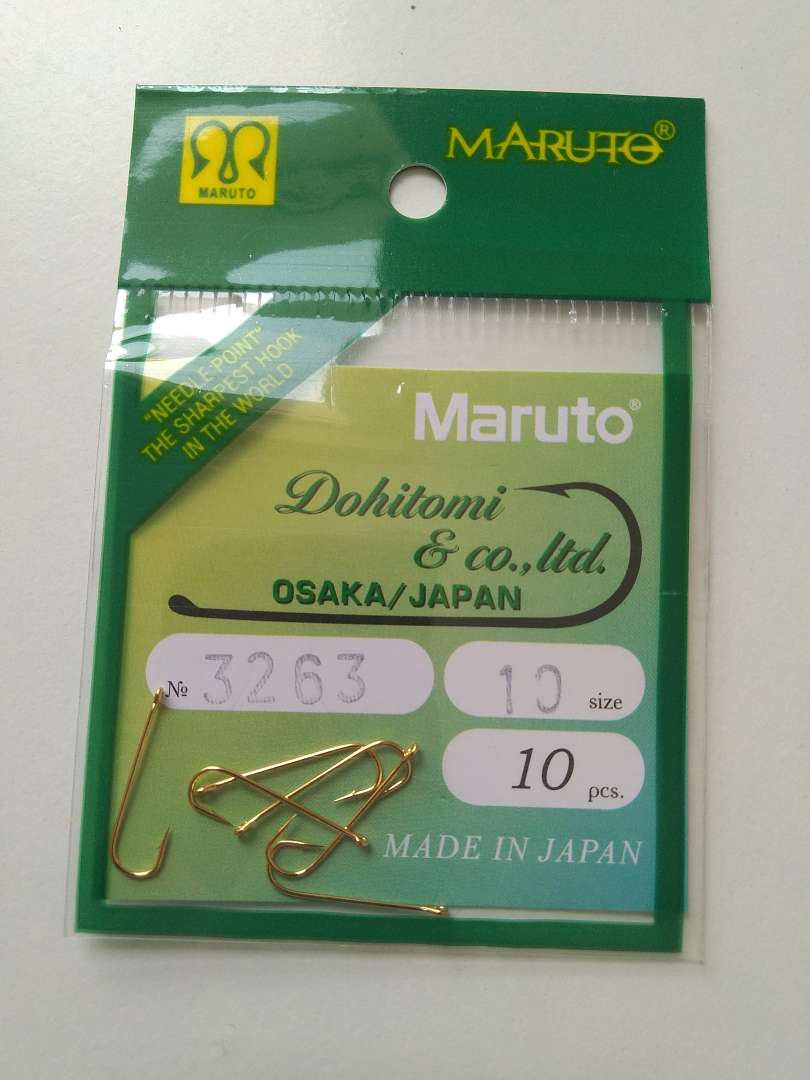 MARUTO
MARUTO®
"NEEDLE POINT"
THE SHARPEST HOOK
IN THE WORLD
Maruto®
Dohitomi
& co., ltd.
OSAKA/JAPAN
№ 3263
10 size
10 pcs.
MADE IN JAPAN